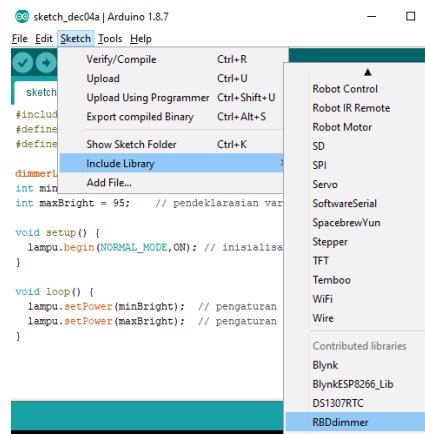 sketch_dec04a | Arduino 1.8.7
File Edit Sketch Tools Help
Verify/Compile Ctrl+R
Upload Ctrl+U
Upload Using Programmer Ctrl+Shift+U
Export compiled Binary Ctrl+Alt+S
Show Sketch Folder Ctrl+K
Include Library
Add File...
sketch
#includ
#define
#define
dimmerL
int min
int maxBright = 95; // pendeklarasian var
void setup() {
lampu.begin(NORMAL_MODE,ON); // inisialisa
}
void loop() {
lampu.setPower(minBright); // pengaturan
lampu.setPower(maxBright); // pengaturan
}
Robot Control
Robot IR Remote
Robot Motor
SD
SPI
Servo
SoftwareSerial
SpacebrewYun
Stepper
TFT
Temboo
WiFi
Wire
Contributed libraries
Blynk
BlynkESP8266_Lib
DS1307RTC
RBDdimmer